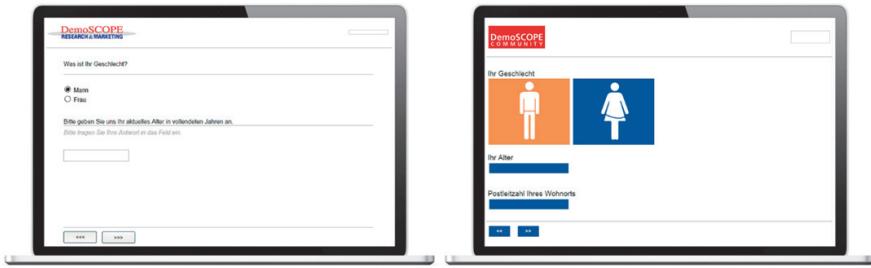 DemoSCOPE
RESEARCH & MARKETING
Was ist Ihr Geschlecht?
Mann
Frau
Bitte geben Sie uns Ihr aktuelles Alter in vollendeten Jahren an.
Bitte tragen Sie Ihre Antwort in das Feld ein.
<<<
>>>
DemoSCOPE
COMMUNITY
Ihr Geschlecht
Ihr Alter
Postleitzahl Ihres Wohnorts
<<
>>